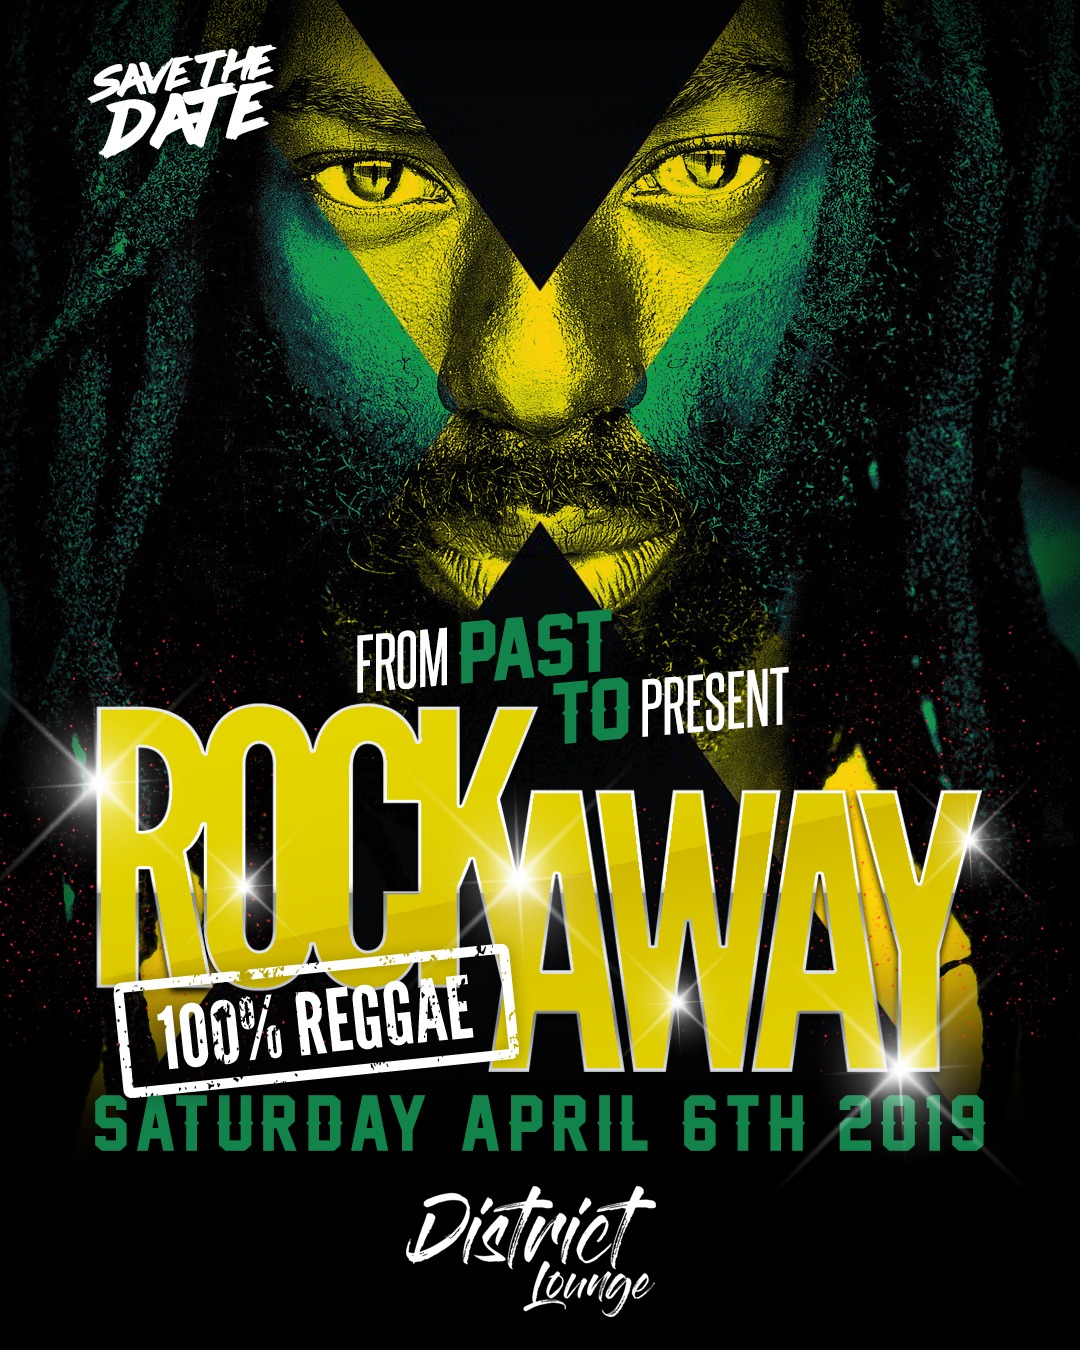 SAVE THE
DATE
FROM PAST
TO PRESENT
ROCKAWAY
100% REGGAE
SATURDAY APRIL 6TH 2019
District
Lounge